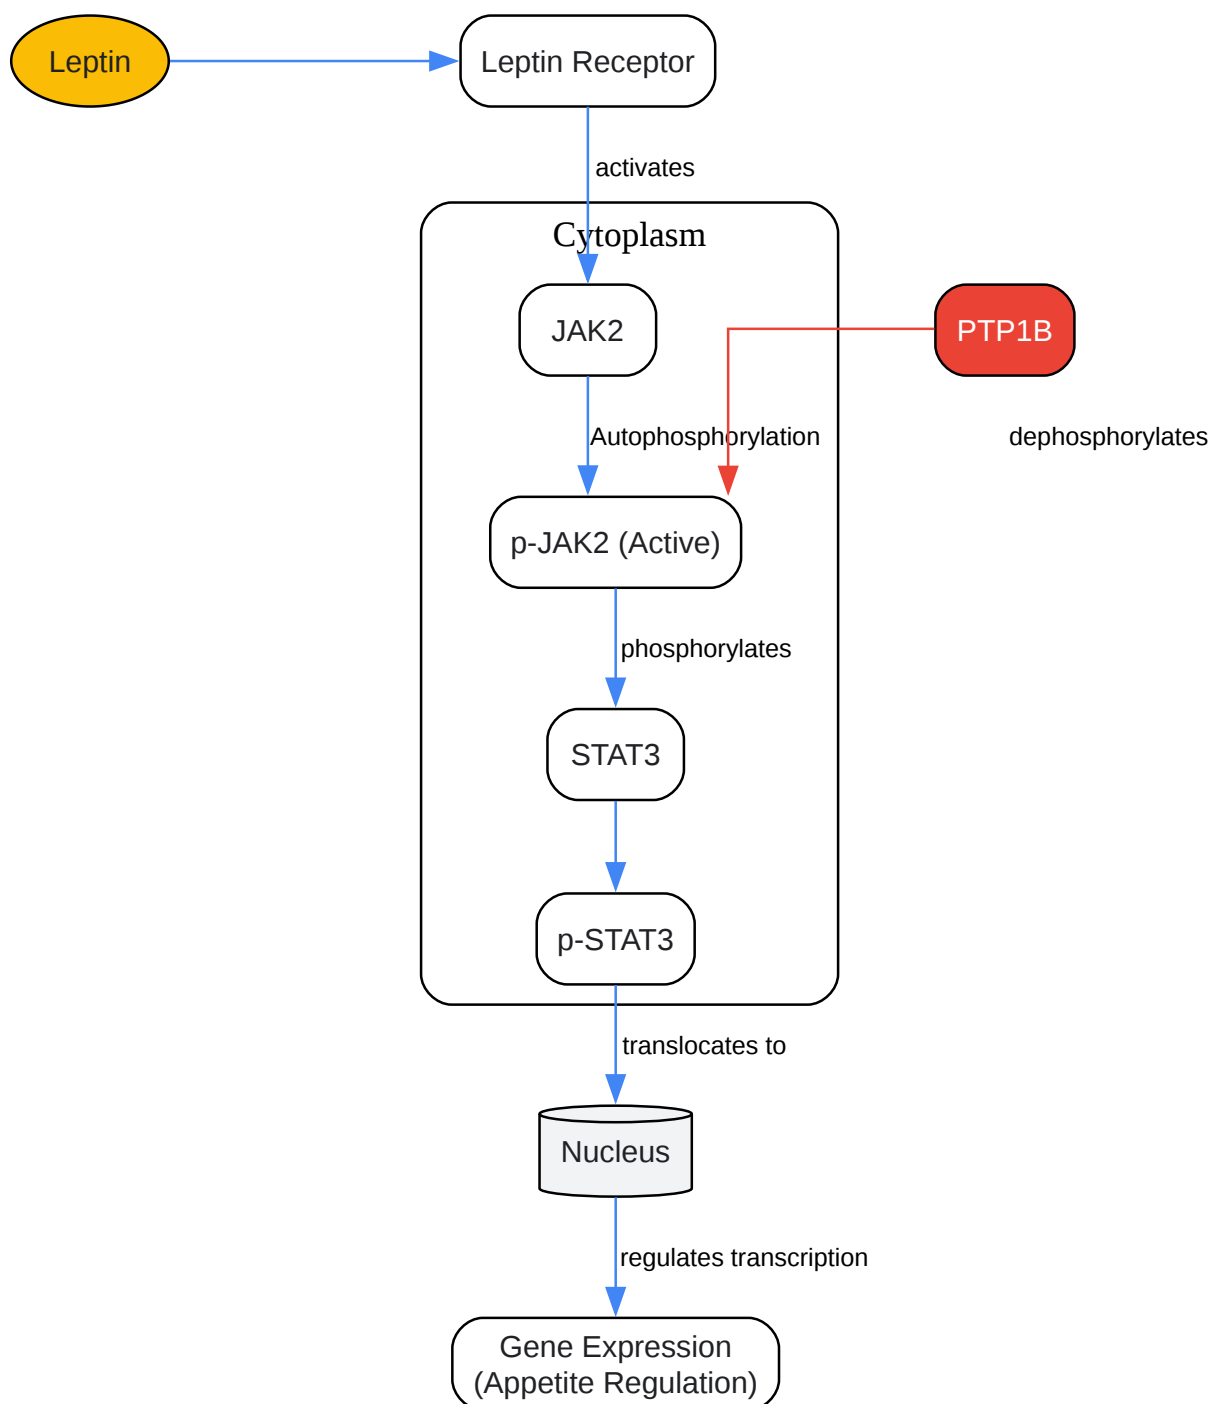 Leptin
Leptin Receptor
activates
Cytoplasm
JAK2
PTP1B
Autophosphorylation
dephosphorylates
p-JAK2 (Active)
phosphorylates
STAT3
p-STAT3
translocates to
Nucleus
regulates transcription
Gene Expression
(Appetite Regulation)